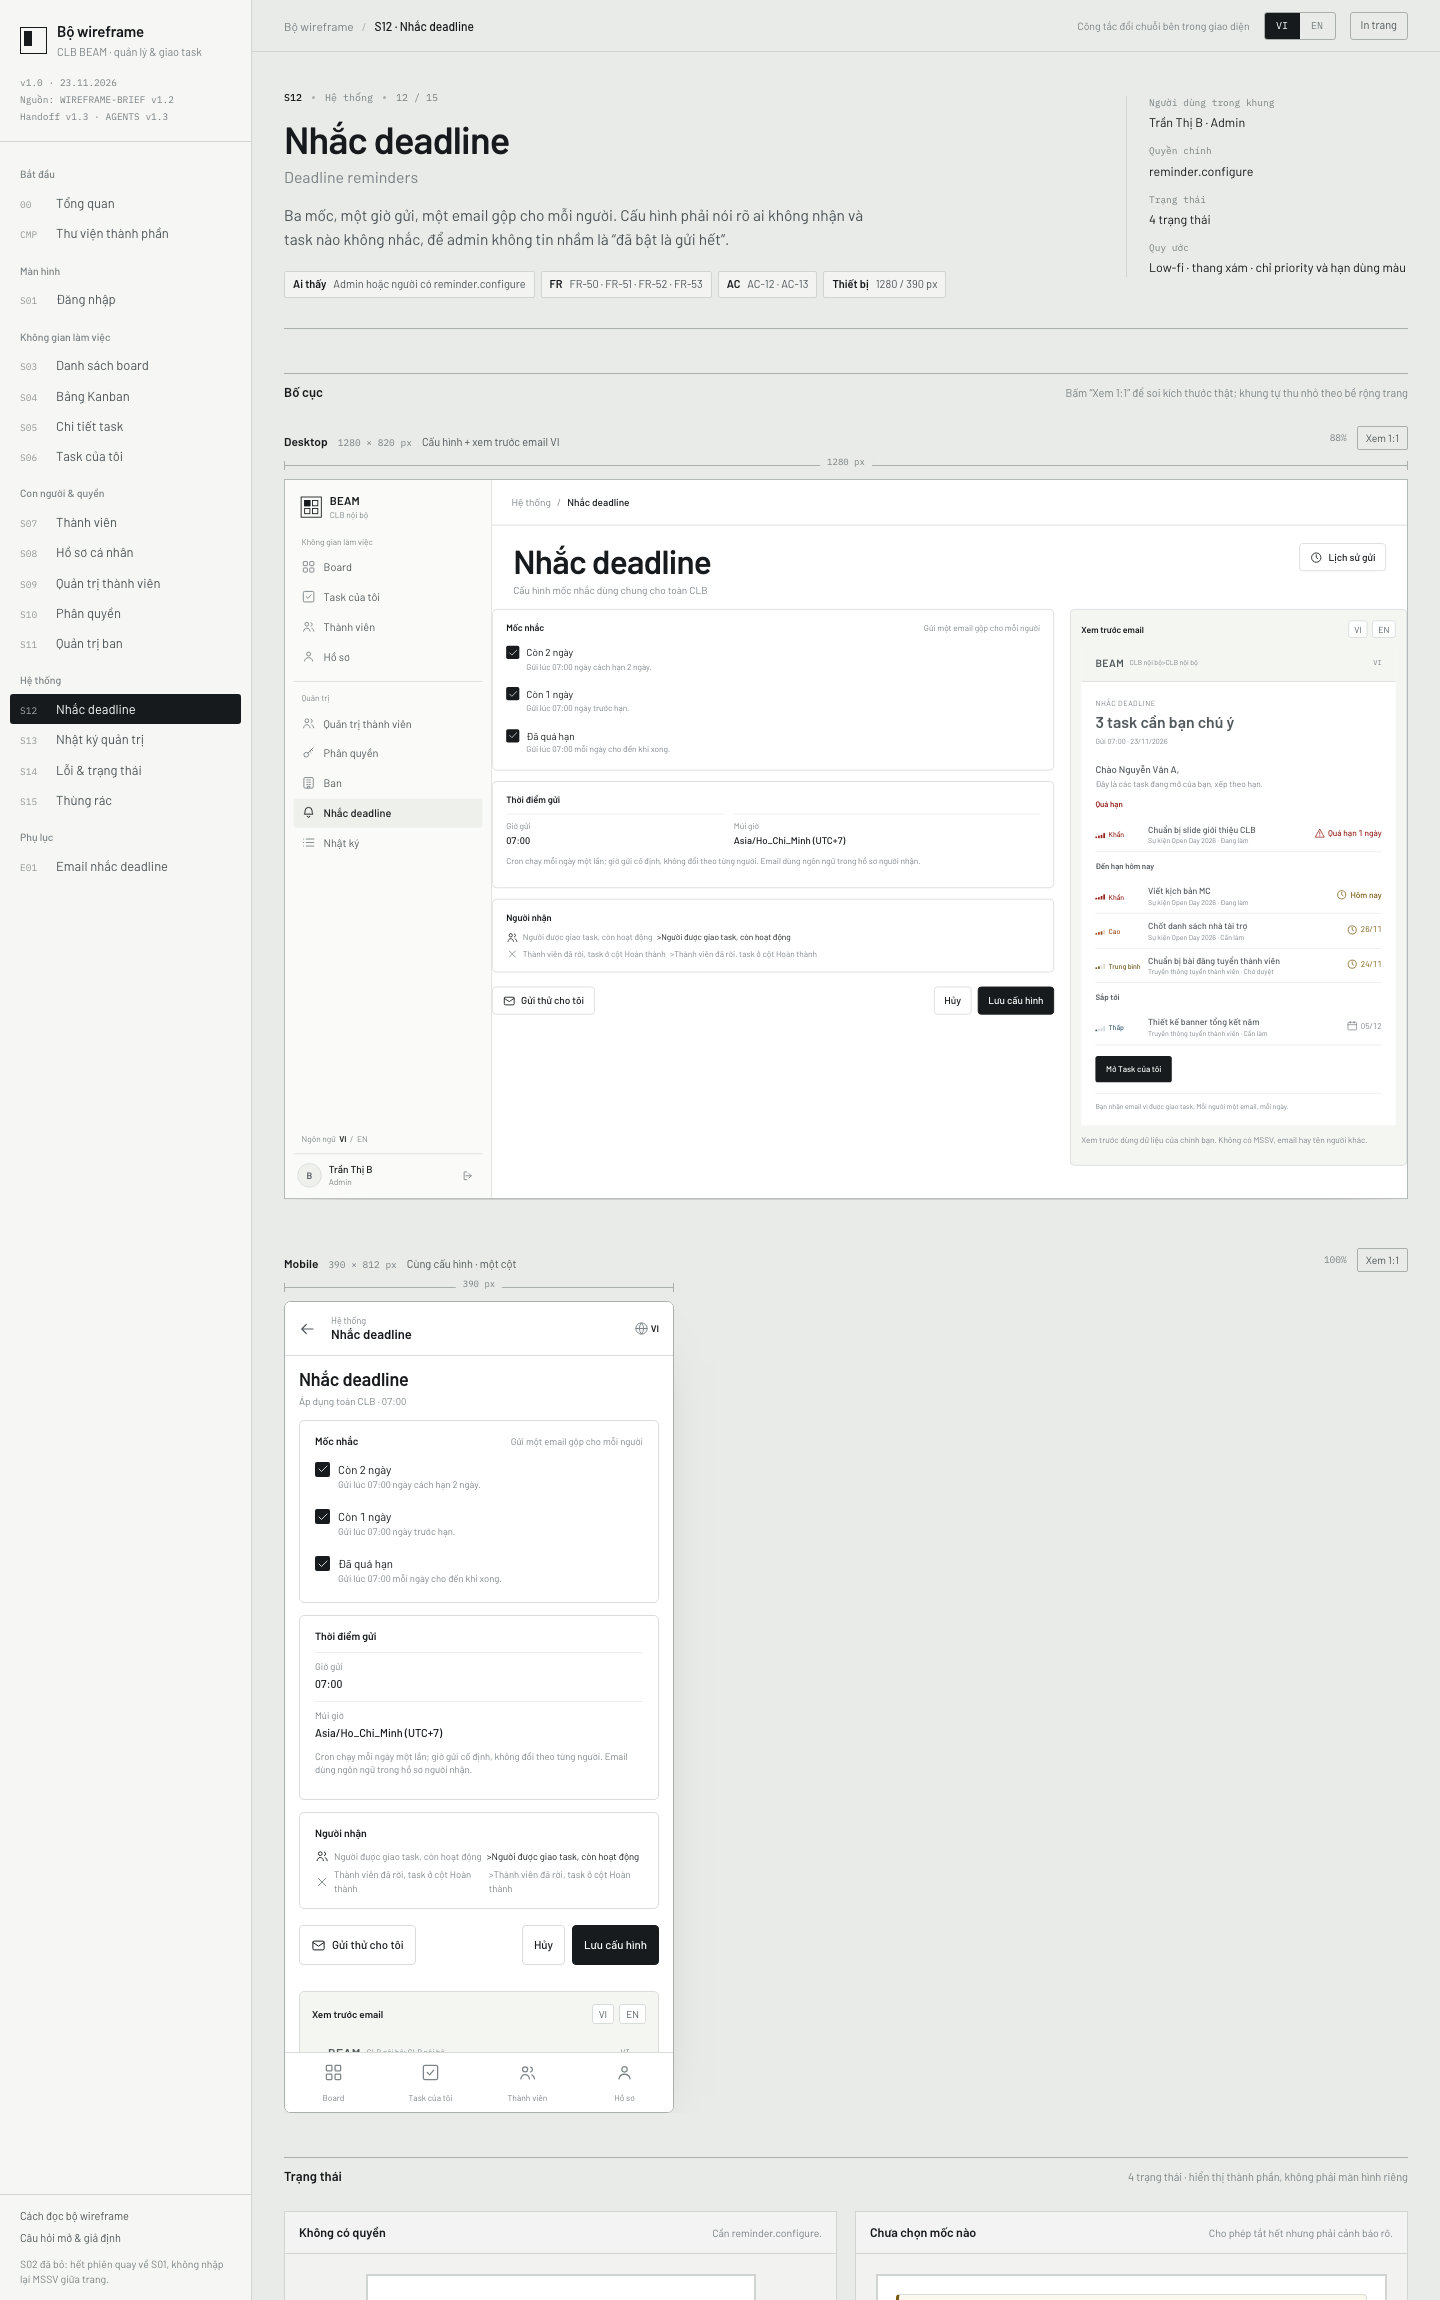 Bộ wireframe
CLB BEAM · quản lý & giao task
v1.0 · 23.11.2026
Nguồn: WIREFRAME-BRIEF v1.2
Handoff v1.3 · AGENTS v1.3
Bắt đầu
00 Tổng quan
CMP Thư viện thành phần
Màn hình
S01 Đăng nhập
Không gian làm việc
S03 Danh sách board
S04 Bảng Kanban
S05 Chi tiết task
S06 Task của tôi
Con người & quyền
S07 Thành viên
S08 Hồ sơ cá nhân
S09 Quản trị thành viên
S10 Phân quyền
S11 Quản trị ban
Hệ thống
S12 Nhắc deadline
S13 Nhật ký quản trị
S14 Lỗi & trạng thái
S15 Thùng rác
Phụ lục
E01 Email nhắc deadline
Cách đọc bộ wireframe
Câu hỏi mở & giả định
S02 đã bỏ: hết phiên quay về S01, không nhập
lại MSSV giữa trang.
Bộ wireframe / S12 · Nhắc deadline
Công tắc đổi chuỗi bên trong giao diện VI EN In trang
S12 • Hệ thống • 12 / 15
Nhắc deadline
Deadline reminders
Ba mốc, một giờ gửi, một email gộp cho mỗi người. Cấu hình phải nói rõ ai không nhận và
task nào không nhắc, để admin không tin nhầm là “đã bật là gửi hết”.
Ai thấy Admin hoặc người có reminder.configure
FR FR-50 · FR-51 · FR-52 · FR-53
AC AC-12 · AC-13
Thiết bị 1280 / 390 px
Người dùng trong khung
Trần Thị B · Admin
Quyền chính
reminder.configure
Trạng thái
4 trạng thái
Quy ước
Low-fi · thang xám · chỉ priority và hạn dùng màu
Bố cục
Bấm “Xem 1:1” để soi kích thước thật; khung tự thu nhỏ theo bề rộng trang
Desktop 1280 × 820 px Cấu hình + xem trước email VI
88% Xem 1:1
1280 px
BEAM
CLB nội bộ
Không gian làm việc
Board
Task của tôi
Thành viên
Hồ sơ
Quản trị
Quản trị thành viên
Phân quyền
Ban
Nhắc deadline
Nhật ký
Ngôn ngữ VI / EN
B Trần Thị B
Admin
Hệ thống / Nhắc deadline
Nhắc deadline
Cấu hình mốc nhắc dùng chung cho toàn CLB
Lịch sử gửi
Mốc nhắc Gửi một email gộp cho mỗi người
Còn 2 ngày
Gửi lúc 07:00 ngày cách hạn 2 ngày.
Còn 1 ngày
Gửi lúc 07:00 ngày trước hạn.
Đã quá hạn
Gửi lúc 07:00 mỗi ngày cho đến khi xong.
Thời điểm gửi
Giờ gửi Múi giờ
07:00 Asia/Ho_Chi_Minh (UTC+7)
Cron chạy mỗi ngày một lần; giờ gửi cố định, không đổi theo từng người. Email dùng ngôn ngữ trong hồ sơ người nhận.
Người nhận
Người được giao task, còn hoạt động >Người được giao task, còn hoạt động
Thành viên đã rời, task ở cột Hoàn thành >Thành viên đã rời, task ở cột Hoàn thành
Gửi thử cho tôi Hủy Lưu cấu hình
Xem trước email VI EN
BEAM CLB nội bộ>CLB nội bộ VI
NHẮC DEADLINE
3 task cần bạn chú ý
Gửi 07:00 · 23/11/2026
Chào Nguyễn Văn A,
Đây là các task đang mở của bạn, xếp theo hạn.
Quá hạn
Khẩn Chuẩn bị slide giới thiệu CLB Quá hạn 1 ngày
Sự kiện Open Day 2026 · Đang làm
Đến hạn hôm nay
Khẩn Viết kịch bản MC Hôm nay
Sự kiện Open Day 2026 · Đang làm
Cao Chốt danh sách nhà tài trợ 26/11
Sự kiện Open Day 2026 · Cần làm
Trung bình Chuẩn bị bài đăng tuyển thành viên 24/11
Truyền thông tuyển thành viên · Chờ duyệt
Sắp tới
Thấp Thiết kế banner tổng kết năm 05/12
Truyền thông tuyển thành viên · Cần làm
Mở Task của tôi
Bạn nhận email vì được giao task. Mỗi người một email, mỗi ngày.
Xem trước dùng dữ liệu của chính bạn. Không có MSSV, email hay tên người khác.
Mobile 390 × 812 px Cùng cấu hình · một cột
100% Xem 1:1
390 px
Hệ thống
Nhắc deadline
VI
Nhắc deadline
Áp dụng toàn CLB · 07:00
Mốc nhắc Gửi một email gộp cho mỗi người
Còn 2 ngày
Gửi lúc 07:00 ngày cách hạn 2 ngày.
Còn 1 ngày
Gửi lúc 07:00 ngày trước hạn.
Đã quá hạn
Gửi lúc 07:00 mỗi ngày cho đến khi xong.
Thời điểm gửi
Giờ gửi
07:00
Múi giờ
Asia/Ho_Chi_Minh (UTC+7)
Cron chạy mỗi ngày một lần; giờ gửi cố định, không đổi theo từng người. Email
dùng ngôn ngữ trong hồ sơ người nhận.
Người nhận
Người được giao task, còn hoạt động >Người được giao task, còn hoạt động
Thành viên đã rời, task ở cột Hoàn >Thành viên đã rời, task ở cột Hoàn
thành thành
Gửi thử cho tôi Hủy Lưu cấu hình
Xem trước email VI EN
BEAM CLB nội bộ>CLB nội bộ VI
Board Task của tôi Thành viên Hồ sơ
Trạng thái
4 trạng thái · hiển thị thành phần, không phải màn hình riêng
Không có quyền Cần reminder.configure.
Chưa chọn mốc nào Cho phép tắt hết nhưng phải cảnh báo rõ.